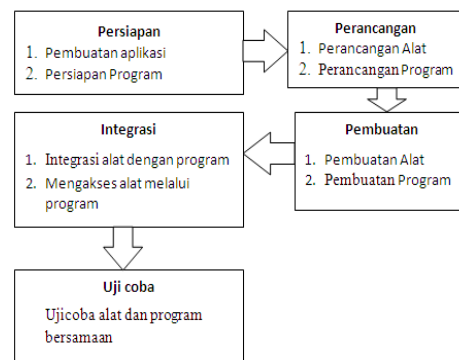 Persiapan
1. Pembuatan aplikasi
2. Persiapan Program
Perancangan
1. Perancangan Alat
2. Perancangan Program
Integrasi
1. Integrasi alat dengan program
2. Mengakses alat melalui
program
Pembuatan
1. Pembuatan Alat
2. Pembuatan Program
Uji coba
Ujicoba alat dan program
bersamaan